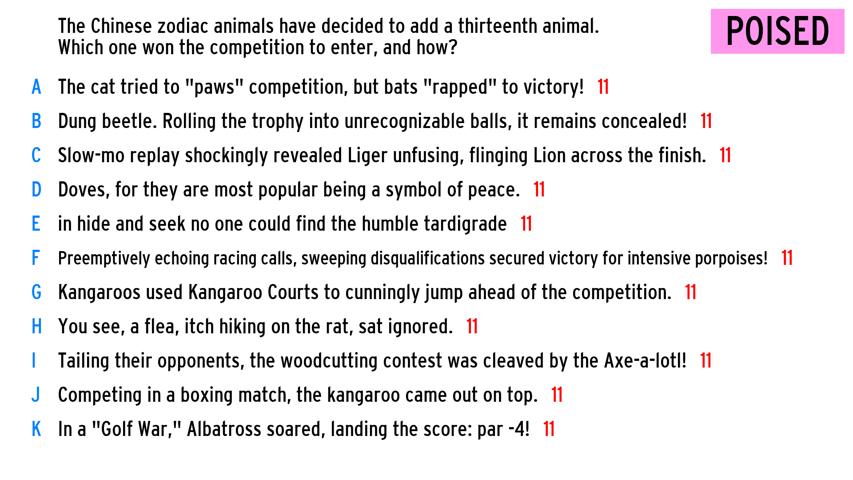 The Chinese zodiac animals have decided to add a thirteenth animal.
Which one won the competition to enter, and how?
POISED
A The cat tried to "paws" competition, but bats "rapped" to victory! 11
B Dung beetle. Rolling the trophy into unrecognizable balls, it remains concealed! 11
C Slow-mo replay shockingly revealed Liger unfusing, flinging Lion across the finish. 11
D Doves, for they are most popular being a symbol of peace. 11
E in hide and seek no one could find the humble tardigrade 11
F Preemptively echoing racing calls, sweeping disqualifications secured victory for intensive porpoises! 11
G Kangaroos used Kangaroo Courts to cunningly jump ahead of the competition. 11
H You see, a flea, itch hiking on the rat, sat ignored. 11
I Tailing their opponents, the woodcutting contest was cleaved by the Axe-a-lotl! 11
J Competing in a boxing match, the kangaroo came out on top. 11
K In a "Golf War," Albatross soared, landing the score: par -4! 11